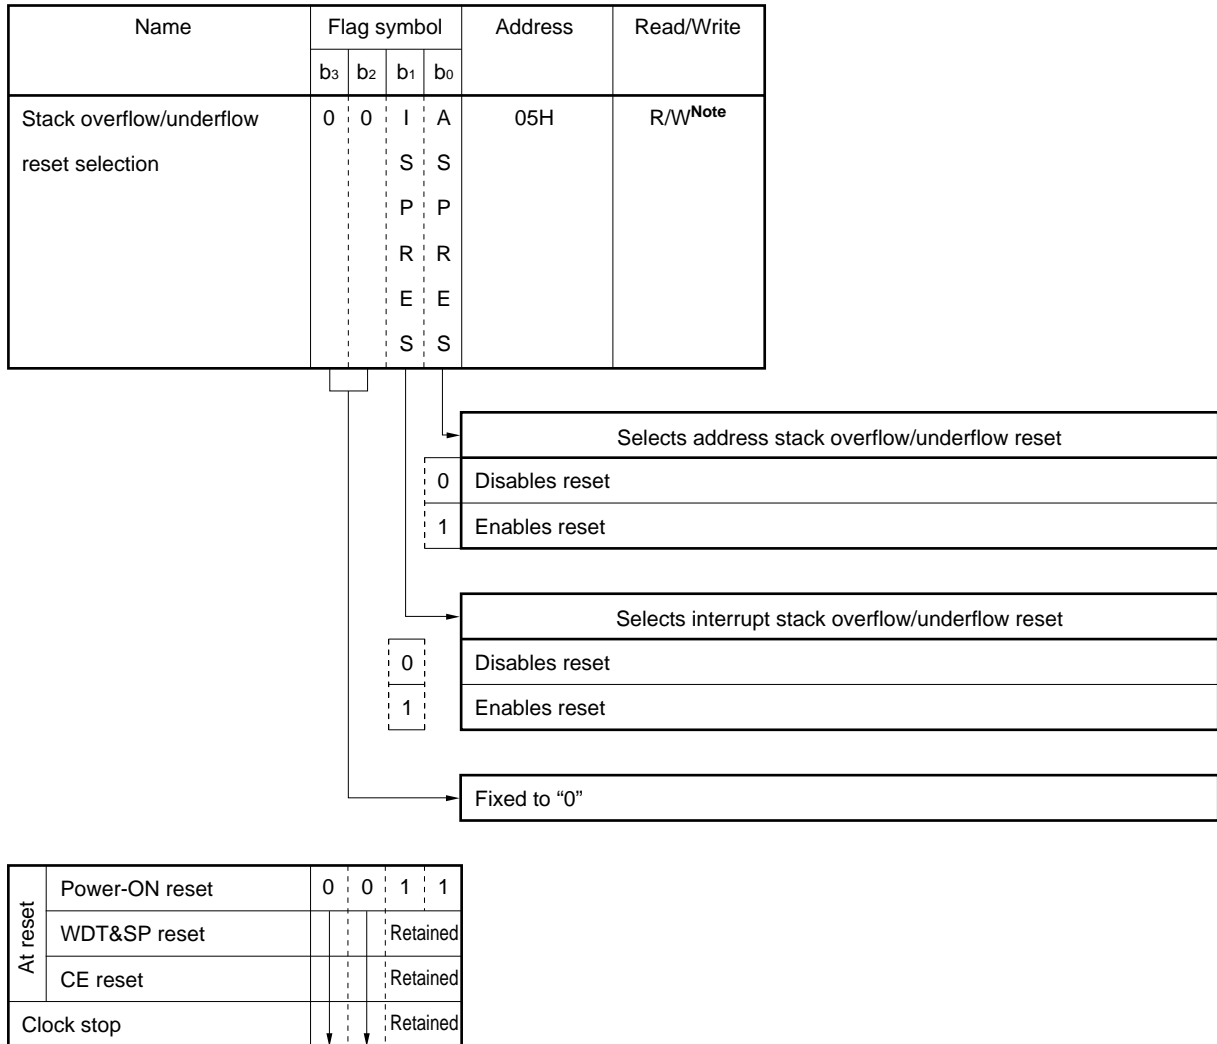 Name Flag symbol Address Read/Write
b3 b2 b1 b0
Stack overflow/underflow 0 0 I A 05H R/WNote
reset selection S S
P P
R R
E E
S S
Selects address stack overflow/underflow reset
0 Disables reset
1 Enables reset
Selects interrupt stack overflow/underflow reset
0 Disables reset
1 Enables reset
Fixed to “0”
At reset
Power-ON reset 0 0 1 1
WDT&SP reset Retained
CE reset Retained
Clock stop Retained